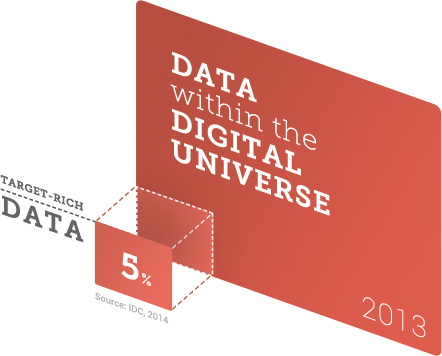 DATA
within the
DIGITAL
UNIVERSE
TARGET-RICH
DATA
5%
Source: IDC, 2014
2013